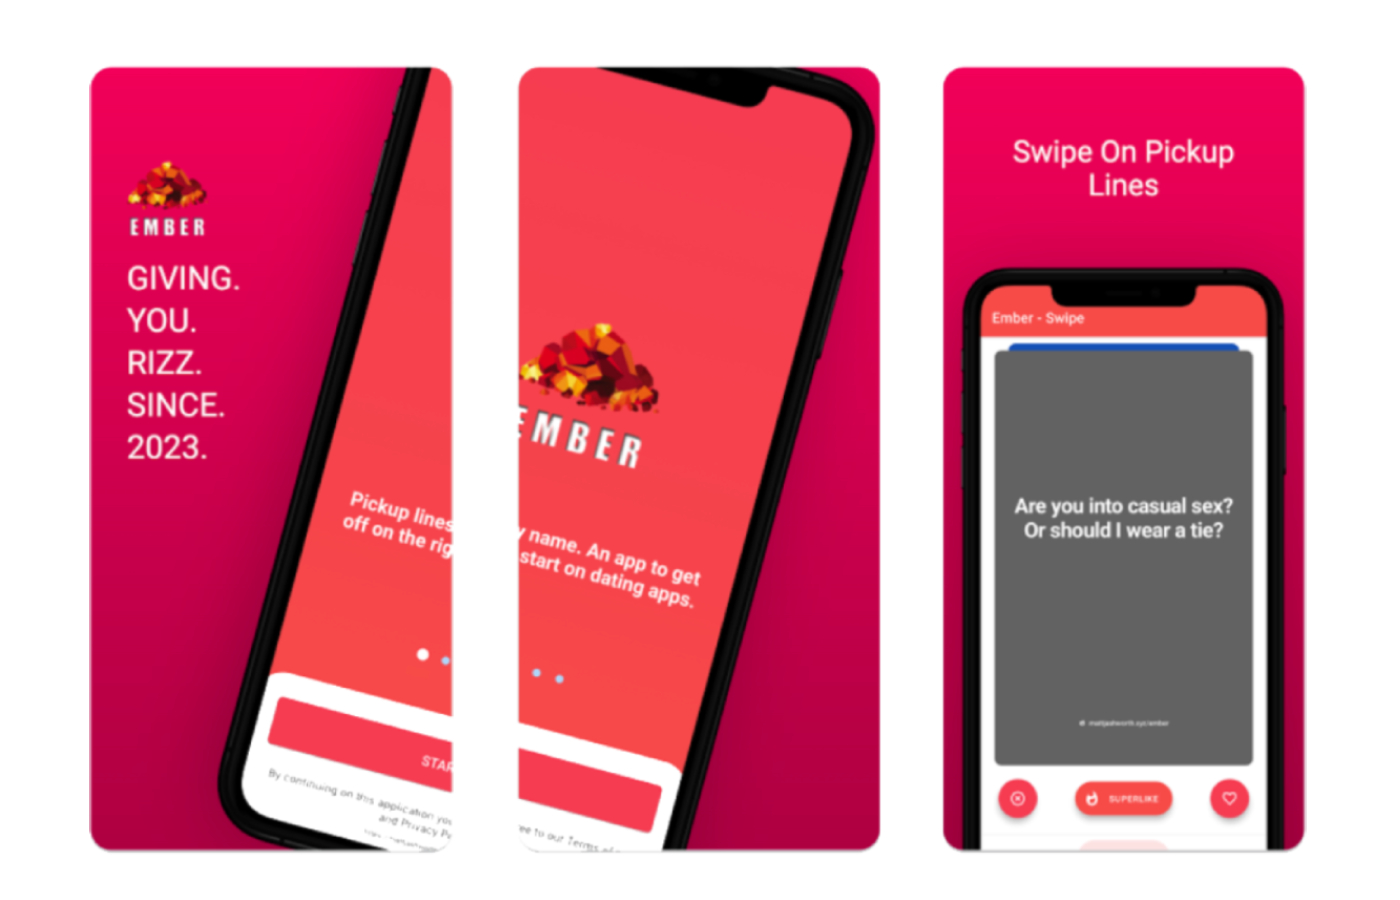 EMBER
GIVING.
YOU.
RIZZ.
SINCE.
2023.
Pickup lines
off on the rig
STAR
By continuing on this application you
and Privacy Po
EMBER
y name. An app to get
start on dating apps.
ee to our Terms of
Swipe On Pickup
Lines
Ember - Swipe
Are you into casual sex?
Or should I wear a tie?
SUPERLIKE